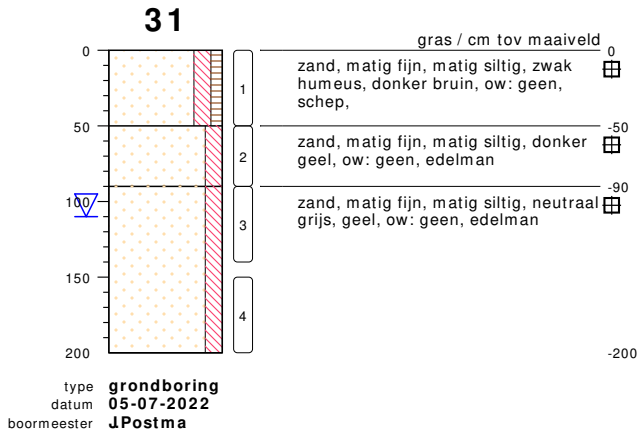 31
gras / cm tov maaiveld
0
0
zand, matig fijn, matig siltig, zwak
humeus, donker bruin, ow: geen,
schep,
1
50
-50
zand, matig fijn, matig siltig, donker
geel, ow: geen, edelman
2
-90
100
zand, matig fijn, matig siltig, neutraal
grijs, geel, ow: geen, edelman
3
150
4
200
-200
type grondboring
datum 05-07-2022
boormeester J.Postma